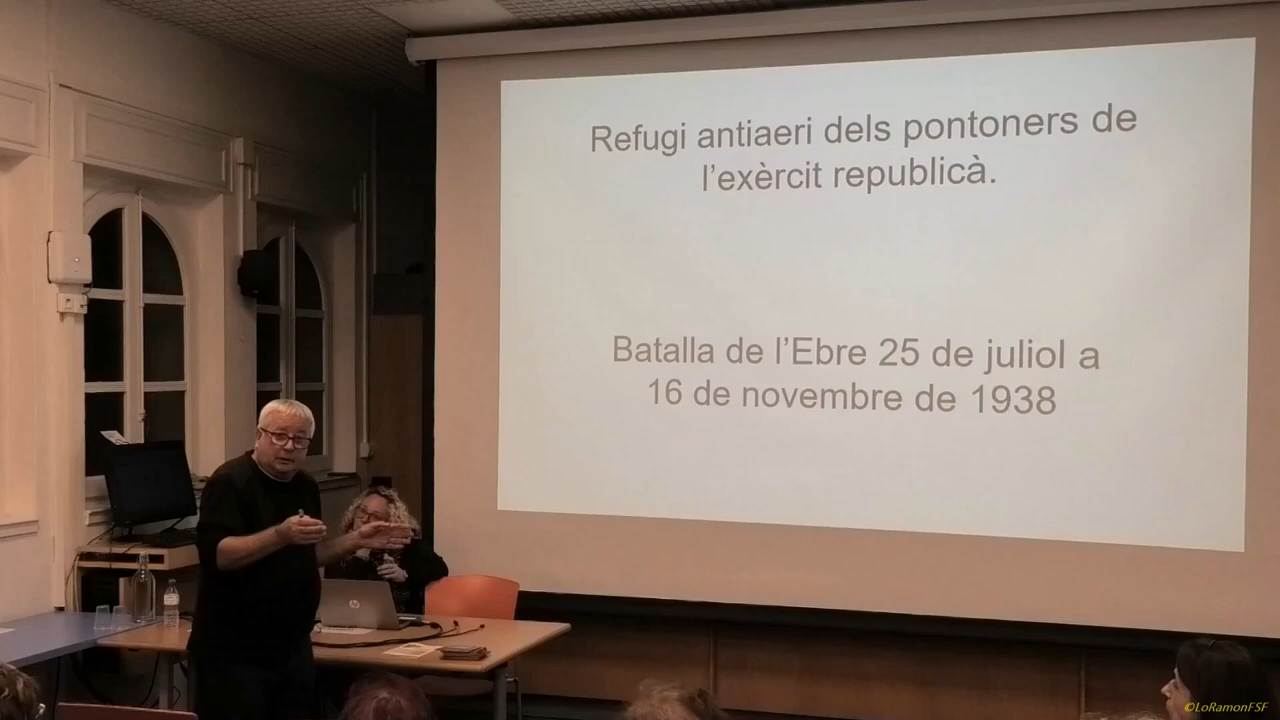 Refugi antiaeri dels pontoners de
l'exèrcit republicà.
Batalla de l'Ebre 25 de juliol a
16 de novembre de 1938
hp
©LoRamonFSF